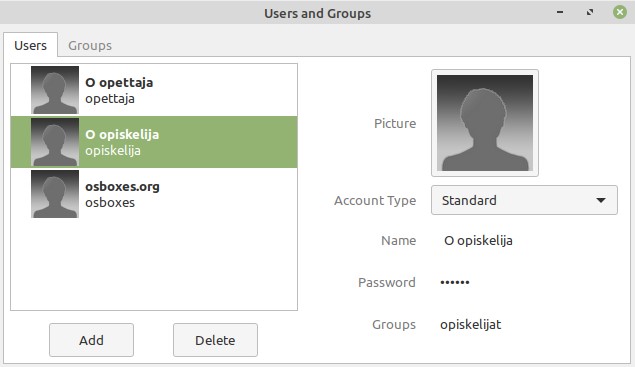 Users and Groups
Users Groups
O opettaja
opettaja
O opiskelija
opiskelija
osboxes.org
osboxes
Add Delete
Picture
Account Type Standard
Name O opiskelija
Password ••••••
Groups opiskelijat